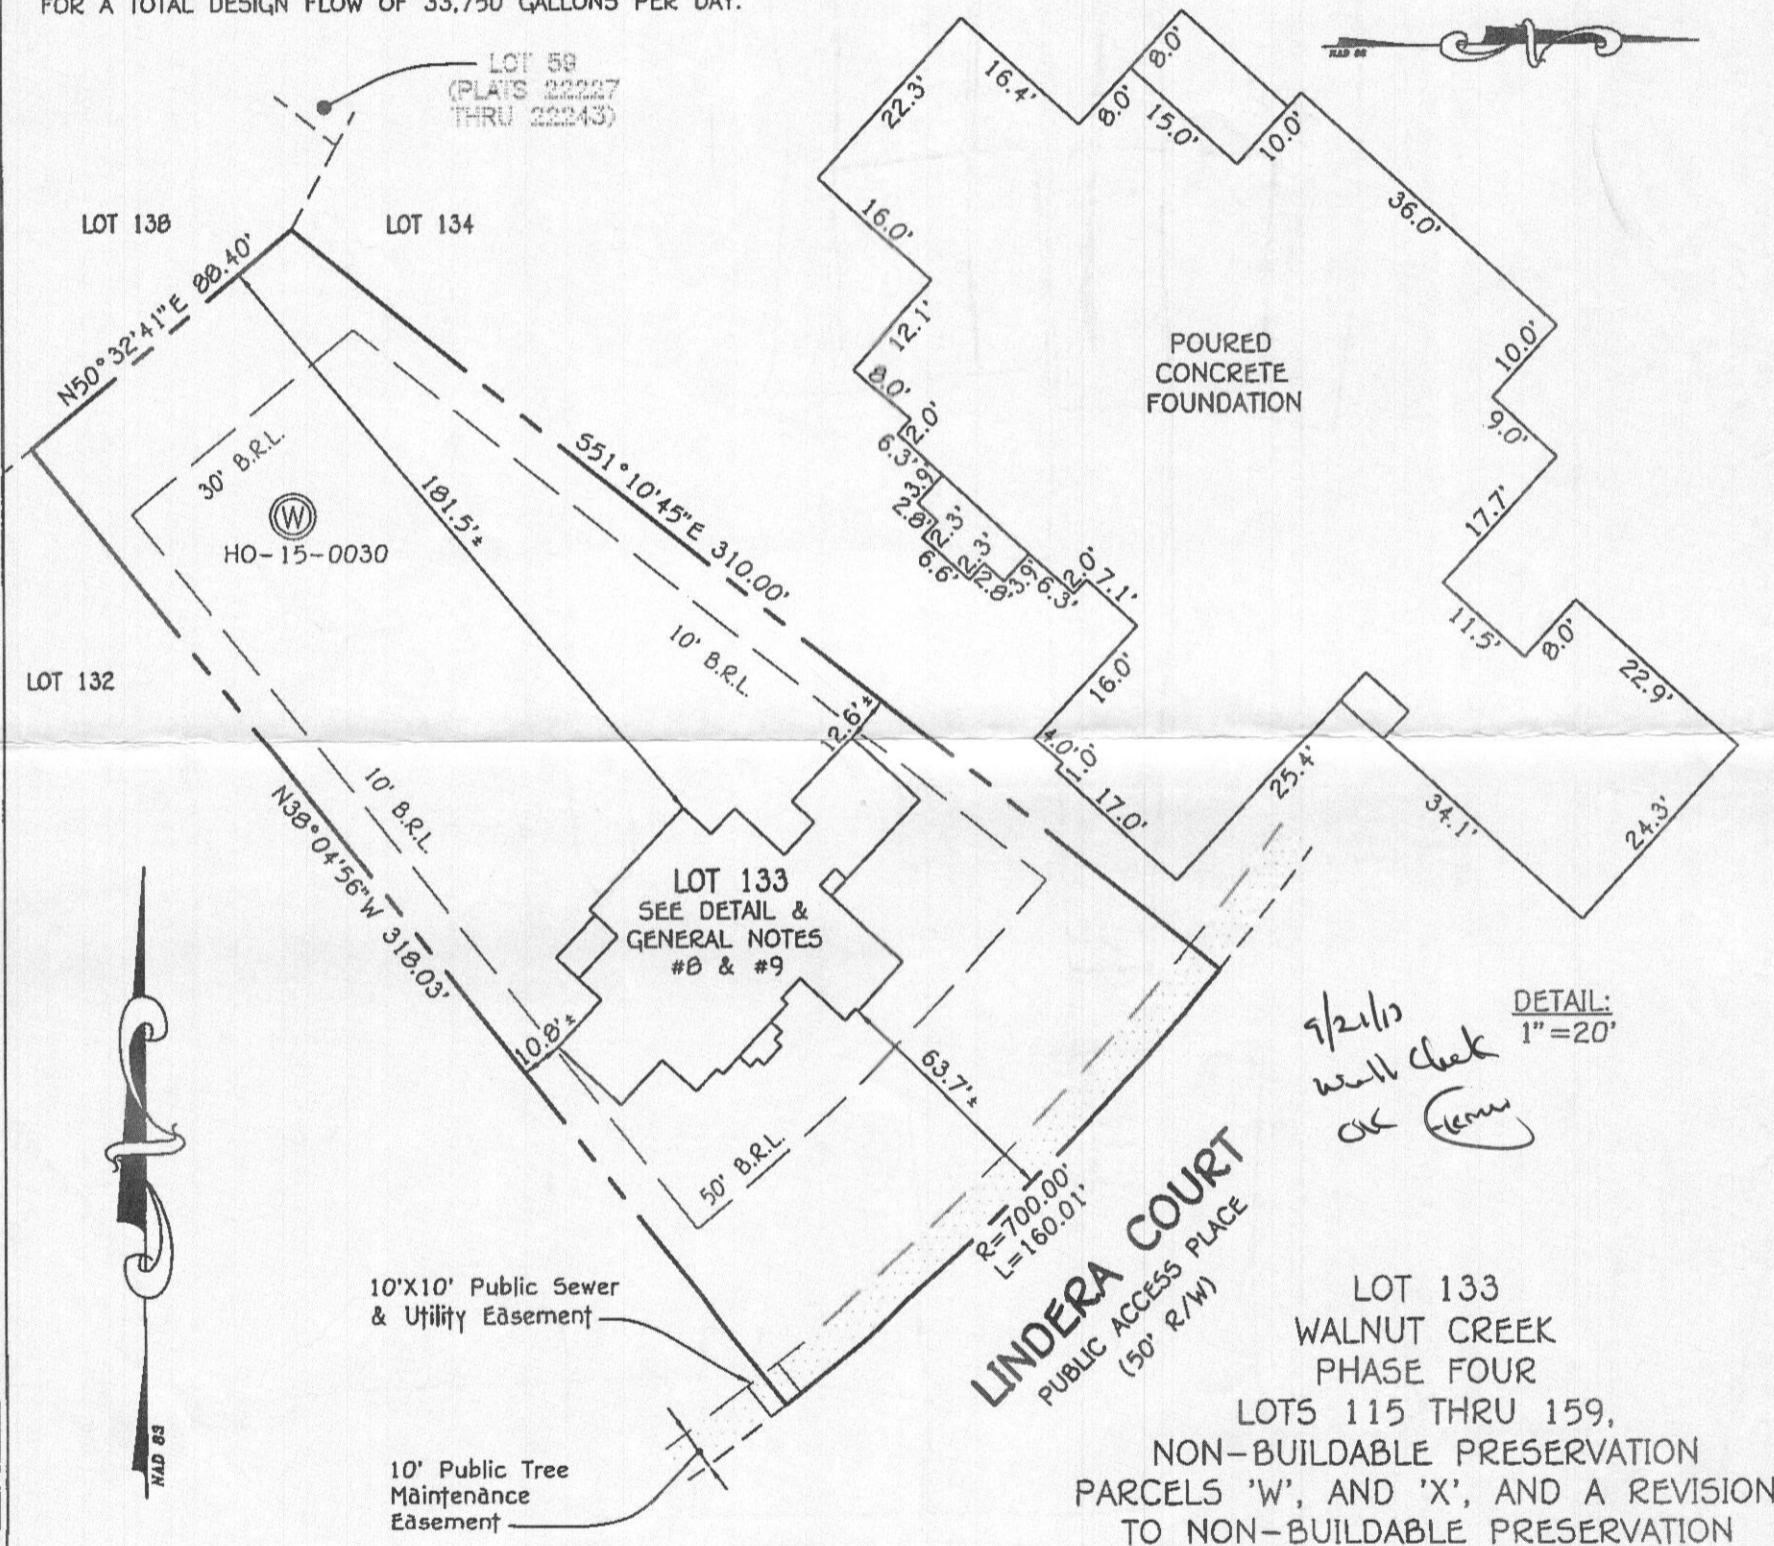 FOR A TOTAL DESIGN FLOW OF 33,750 GALLONS PER DAY.
LOT 59
(PLATS 22227
THRU 22243)
NAD 83
LOT 138
LOT 134
N50°32'41"E 88.40'
S51°10'45"E 310.00'
30' B.R.L.
W
HO-15-0030
181.5'±
10' B.R.L.
LOT 132
12.6'±
10' B.R.L.
N38°04'56"W 318.03'
LOT 133
SEE DETAIL &
GENERAL NOTES
#8 & #9
10.8'±
63.7'±
50' B.R.L.
R=700.00'
L=160.01'
LINDERA COURT
PUBLIC ACCESS PLACE
(50' R/W)
10'X10' Public Sewer
& Utility Easement
10' Public Tree
Maintenance
Easement
NAD 83
22.3'
16.4'
8.0'
8.0'
15.0'
10.0'
36.0'
16.0'
12.1'
8.0'
2.0'
6.3'
3.9'
2.8'
2.3'
6.6'
2.3'
2.8'
3.9'
6.3'
2.0'
7.1'
16.0'
4.0'
1.0'
17.0'
25.4'
34.1'
24.3'
22.9'
8.0'
11.5'
17.7'
9.0'
10.0'
POURED
CONCRETE
FOUNDATION
DETAIL:
1"=20'
Wall Check
OK
LOT 133
WALNUT CREEK
PHASE FOUR
LOTS 115 THRU 159,
NON-BUILDABLE PRESERVATION
PARCELS 'W', AND 'X', AND A REVISION
TO NON-BUILDABLE PRESERVATION